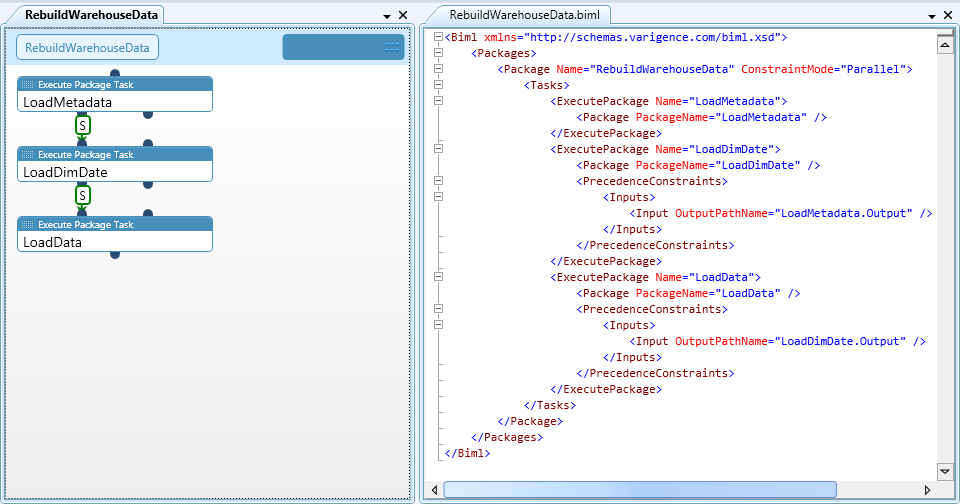 RebuildWarehouseData
RebuildWarehouseData
Execute Package Task
LoadMetadata
S
Execute Package Task
LoadDimDate
S
Execute Package Task
LoadData
RebuildWarehouseData.biml
<Biml xmlns="http://schemas.varigence.com/biml.xsd">
<Packages>
<Package Name="RebuildWarehouseData" ConstraintMode="Parallel">
<Tasks>
<ExecutePackage Name="LoadMetadata">
<Package PackageName="LoadMetadata" />
</ExecutePackage>
<ExecutePackage Name="LoadDimDate">
<Package PackageName="LoadDimDate" />
<PrecedenceConstraints>
<Inputs>
<Input OutputPathName="LoadMetadata.Output" />
</Inputs>
</PrecedenceConstraints>
</ExecutePackage>
<ExecutePackage Name="LoadData">
<Package PackageName="LoadData" />
<PrecedenceConstraints>
<Inputs>
<Input OutputPathName="LoadDimDate.Output" />
</Inputs>
</PrecedenceConstraints>
</ExecutePackage>
</Tasks>
</Package>
</Packages>
</Biml>